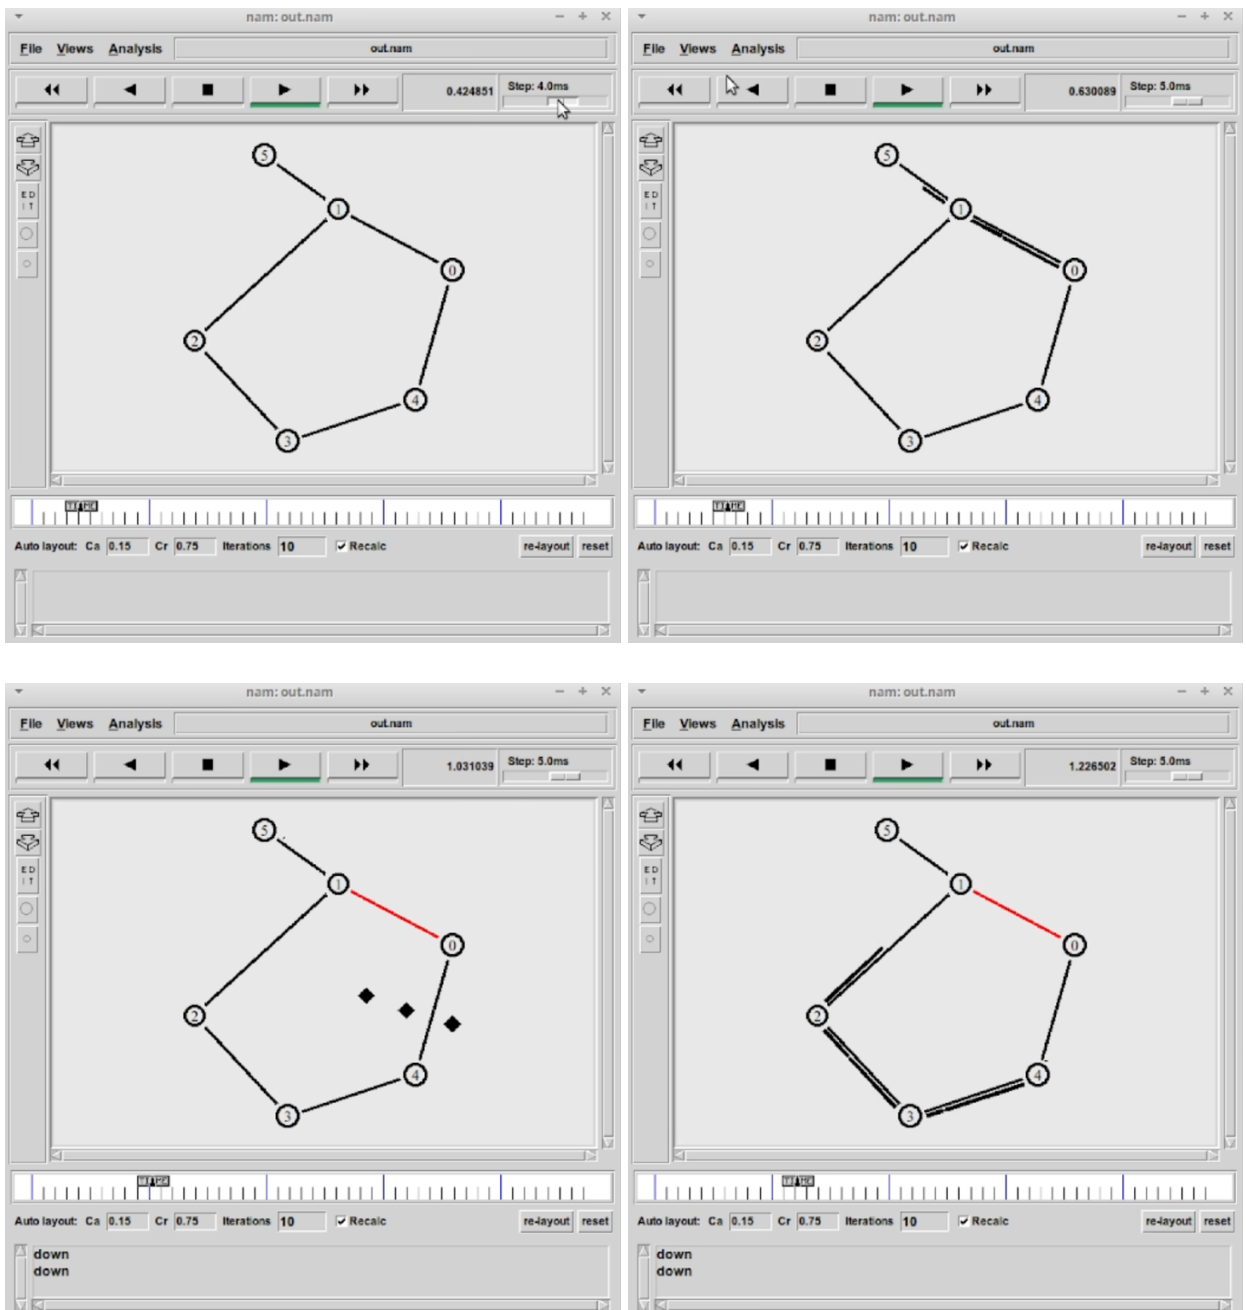 nam: out.nam
File Views Analysis out.nam
0.424851 Step: 4.0ms
E D
I T
5
1
0
2
4
3
TIME
Auto layout: Ca 0.15 Cr 0.75 Iterations 10 Recalc re-layout reset
nam: out.nam
File Views Analysis out.nam
0.630089 Step: 5.0ms
E D
I T
5
1
0
2
4
3
TIME
Auto layout: Ca 0.15 Cr 0.75 Iterations 10 Recalc re-layout reset
nam: out.nam
File Views Analysis out.nam
1.031039 Step: 5.0ms
E D
I T
5
1
0
2
4
3
TIME
Auto layout: Ca 0.15 Cr 0.75 Iterations 10 Recalc re-layout reset
down
down
nam: out.nam
File Views Analysis out.nam
1.226502 Step: 5.0ms
E D
I T
5
1
0
2
4
3
TIME
Auto layout: Ca 0.15 Cr 0.75 Iterations 10 Recalc re-layout reset
down
down